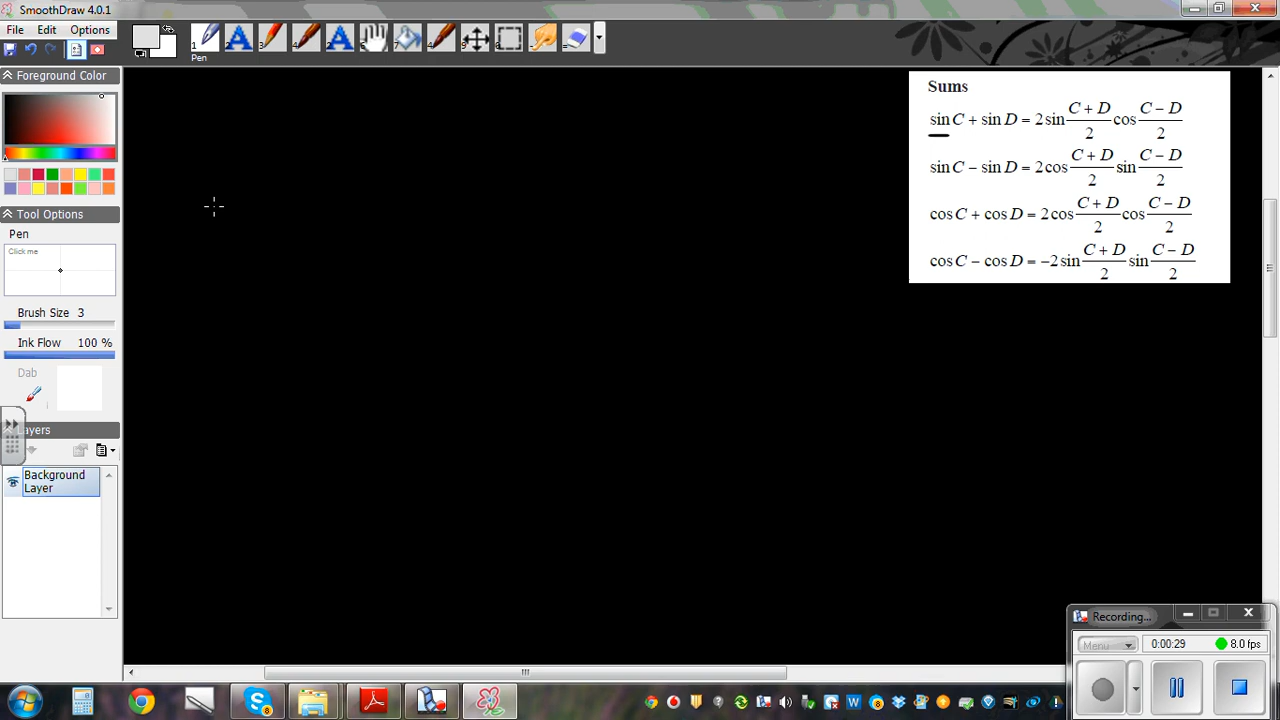 SmoothDraw 4.0.1
File Edit Options
Pen
Foreground Color
Tool Options
Pen
Click me
Brush Size 3
Ink Flow 100 %
Dab
Layers
Background
Layer
Sums
sin C + sin D = 2 sin (C + D)/2 cos (C − D)/2
sin C − sin D = 2 cos (C + D)/2 sin (C − D)/2
cos C + cos D = 2 cos (C + D)/2 cos (C − D)/2
cos C − cos D = −2 sin (C + D)/2 sin (C − D)/2
Recording...
Menu 0:00:29 8.0 fps